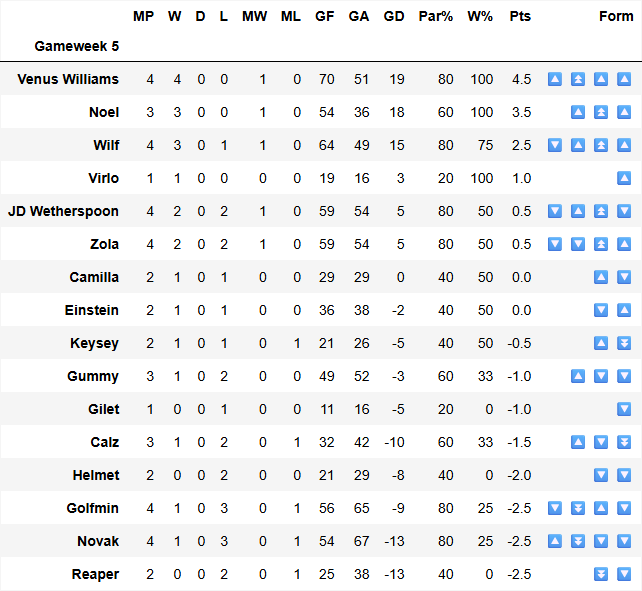 MP W D L MW ML GF GA GD Par% W% Pts Form
Gameweek 5
Venus Williams 4 4 0 0 1 0 70 51 19 80 100 4.5
Noel 3 3 0 0 1 0 54 36 18 60 100 3.5
Wilf 4 3 0 1 1 0 64 49 15 80 75 2.5
Virlo 1 1 0 0 0 0 19 16 3 20 100 1.0
JD Wetherspoon 4 2 0 2 1 0 59 54 5 80 50 0.5
Zola 4 2 0 2 1 0 59 54 5 80 50 0.5
Camilla 2 1 0 1 0 0 29 29 0 40 50 0.0
Einstein 2 1 0 1 0 0 36 38 -2 40 50 0.0
Keysey 2 1 0 1 0 1 21 26 -5 40 50 -0.5
Gummy 3 1 0 2 0 0 49 52 -3 60 33 -1.0
Gilet 1 0 0 1 0 0 11 16 -5 20 0 -1.0
Calz 3 1 0 2 0 1 32 42 -10 60 33 -1.5
Helmet 2 0 0 2 0 0 21 29 -8 40 0 -2.0
Golfmin 4 1 0 3 0 1 56 65 -9 80 25 -2.5
Novak 4 1 0 3 0 1 54 67 -13 80 25 -2.5
Reaper 2 0 0 2 0 1 25 38 -13 40 0 -2.5